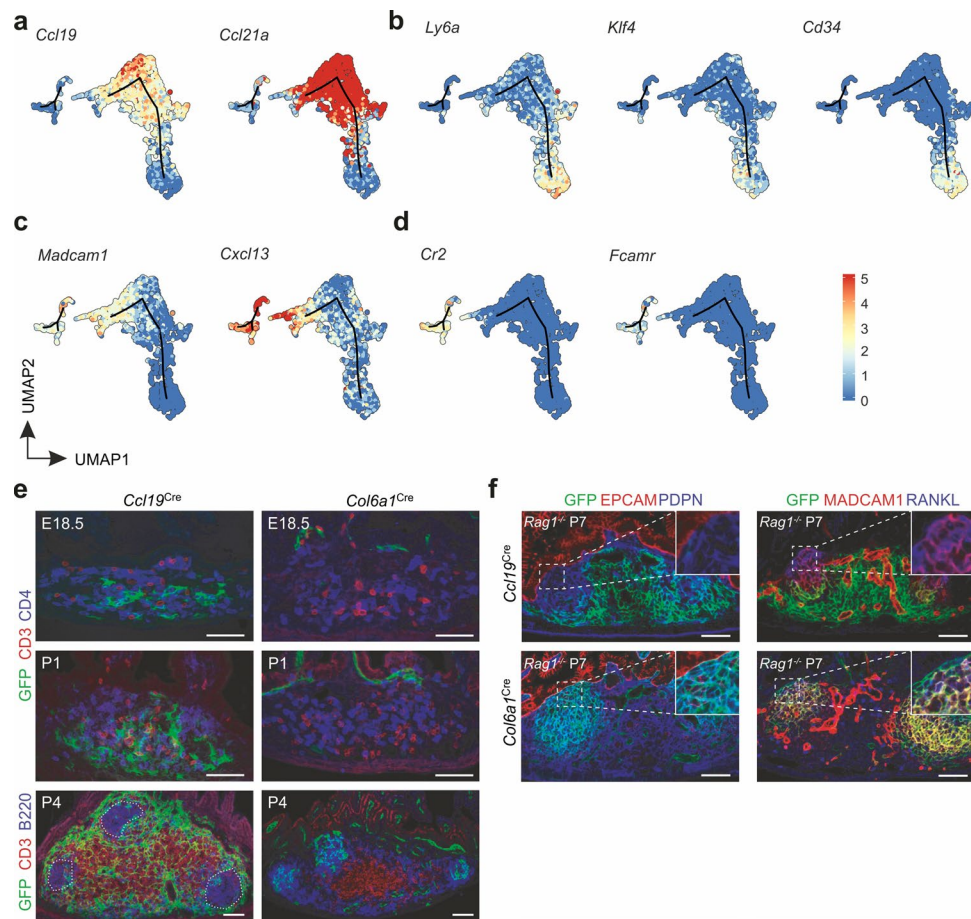 a
Ccl19
Ccl21a
b
Ly6a
Klf4
Cd34
c
Madcam1
Cxcl13
d
Cr2
Fcamr
5
4
3
2
1
0
UMAP2
UMAP1
e
Ccl19Cre
Col6a1Cre
GFP CD3 CD4
E18.5
E18.5
P1
P1
GFP CD3 B220
P4
P4
f
GFP EPCAM PDPN
GFP MADCAM1 RANKL
Ccl19Cre
Rag1-/- P7
Rag1-/- P7
Col6a1Cre
Rag1-/- P7
Rag1-/- P7